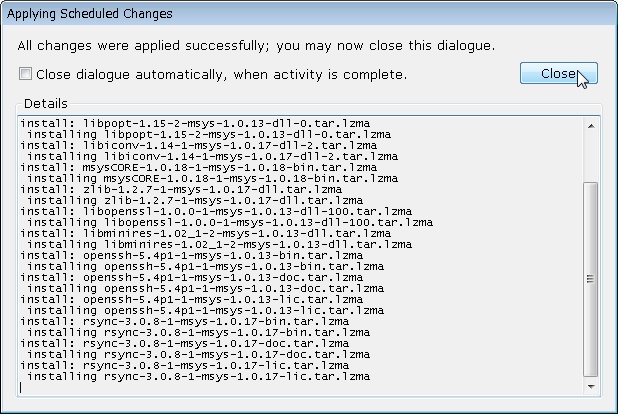 Applying Scheduled Changes
All changes were applied successfully; you may now close this dialogue.
Close dialogue automatically, when activity is complete.
Close
Details
install: libpopt-1.15-2-msys-1.0.13-dll-0.tar.lzma
installing libpopt-1.15-2-msys-1.0.13-dll-0.tar.lzma
install: libiconv-1.14-1-msys-1.0.17-dll-2.tar.lzma
installing libiconv-1.14-1-msys-1.0.17-dll-2.tar.lzma
install: msysCORE-1.0.18-1-msys-1.0.18-bin.tar.lzma
installing msysCORE-1.0.18-1-msys-1.0.18-bin.tar.lzma
install: zlib-1.2.7-1-msys-1.0.17-dll.tar.lzma
installing zlib-1.2.7-1-msys-1.0.17-dll.tar.lzma
install: libopenssl-1.0.0-1-msys-1.0.13-dll-100.tar.lzma
installing libopenssl-1.0.0-1-msys-1.0.13-dll-100.tar.lzma
install: libminires-1.02_1-2-msys-1.0.13-dll.tar.lzma
installing libminires-1.02_1-2-msys-1.0.13-dll.tar.lzma
install: openssh-5.4p1-1-msys-1.0.13-bin.tar.lzma
installing openssh-5.4p1-1-msys-1.0.13-bin.tar.lzma
install: openssh-5.4p1-1-msys-1.0.13-doc.tar.lzma
installing openssh-5.4p1-1-msys-1.0.13-doc.tar.lzma
install: openssh-5.4p1-1-msys-1.0.13-lic.tar.lzma
installing openssh-5.4p1-1-msys-1.0.13-lic.tar.lzma
install: rsync-3.0.8-1-msys-1.0.17-bin.tar.lzma
installing rsync-3.0.8-1-msys-1.0.17-bin.tar.lzma
install: rsync-3.0.8-1-msys-1.0.17-doc.tar.lzma
installing rsync-3.0.8-1-msys-1.0.17-doc.tar.lzma
install: rsync-3.0.8-1-msys-1.0.17-lic.tar.lzma
installing rsync-3.0.8-1-msys-1.0.17-lic.tar.lzma